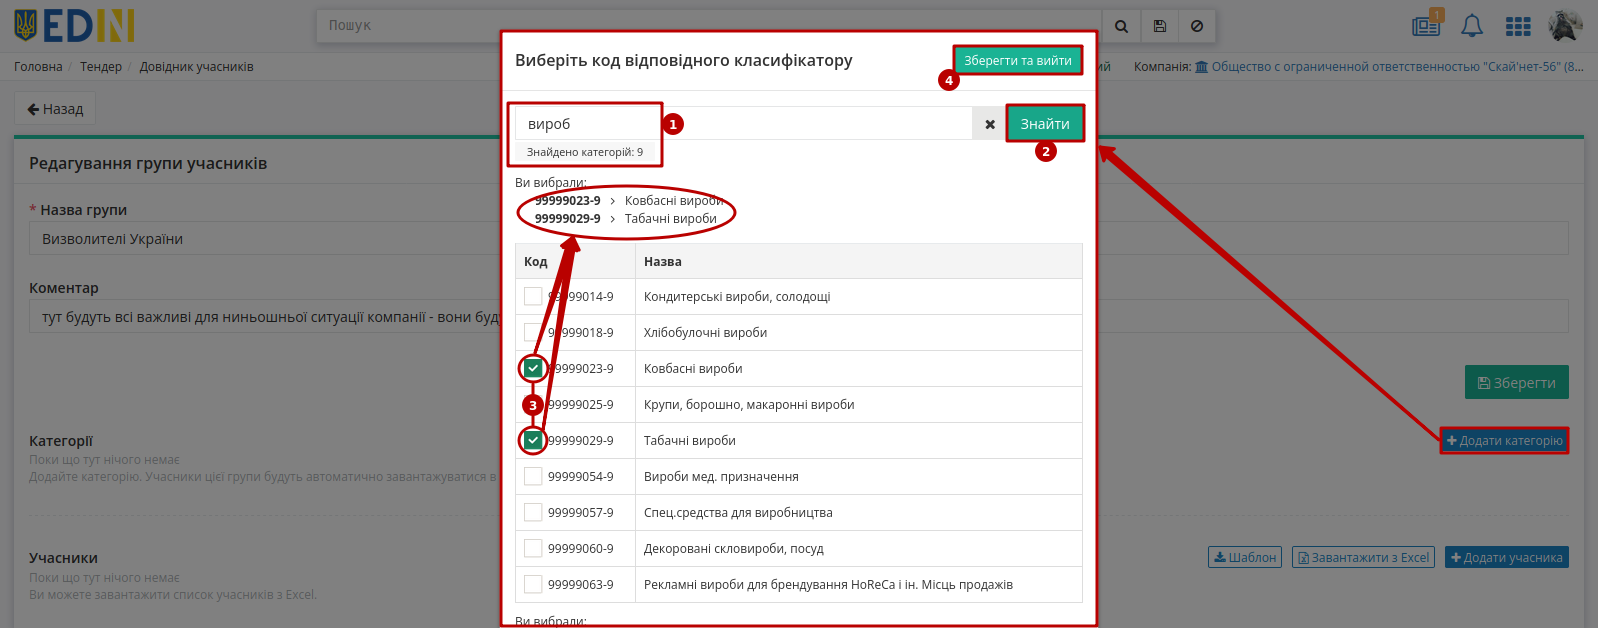 EDIN
Пошук
1
Головна / Тендер / Довідник учасників
ий
Компанія: Общество с ограниченной ответственностью "Скай'нет-56" (8...
Назад
Редагування групи учасників
* Назва групи
Визволителі України
Коментар
тут будуть всі важливі для ниньошньої ситуації компанії - вони
Зберегти
Категорії
Поки що тут нічого немає
Додайте категорію. Учасники цієї групи будуть автоматично завантажуватися в
+ Додати категорію
Учасники
Поки що тут нічого немає
Ви можете завантажити список учасників з Excel.
Шаблон
Завантажити з Excel
+ Додати учасника
Виберіть код відповідного класифікатору
Зберегти та вийти
4
вироб
1
Знайти
2
Знайдено категорій: 9
Ви вибрали:
99999023-9 > Ковбасні вироби
99999029-9 > Табачні вироби
Код Назва
99999014-9 Кондитерські вироби, солодощі
99999018-9 Хлібобулочні вироби
99999023-9 Ковбасні вироби
3
99999025-9 Крупи, борошно, макаронні вироби
99999029-9 Табачні вироби
99999054-9 Вироби мед. призначення
99999057-9 Спец.средства для виробництва
99999060-9 Декоровані скловироби, посуд
99999063-9 Рекламні вироби для брендування HoReCa і ін. Місць продажів
Ви вибрали: